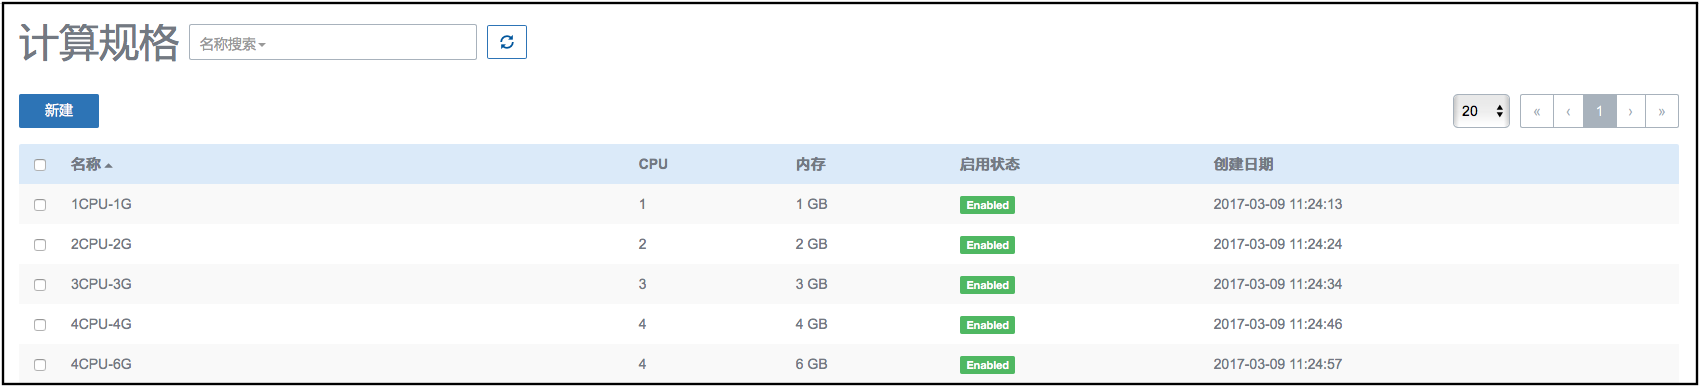 计算规格 名称搜索
新建 20 « ‹ 1 › »
名称 CPU 内存 启用状态 创建日期
1CPU-1G 1 1 GB Enabled 2017-03-09 11:24:13
2CPU-2G 2 2 GB Enabled 2017-03-09 11:24:24
3CPU-3G 3 3 GB Enabled 2017-03-09 11:24:34
4CPU-4G 4 4 GB Enabled 2017-03-09 11:24:46
4CPU-6G 4 6 GB Enabled 2017-03-09 11:24:57